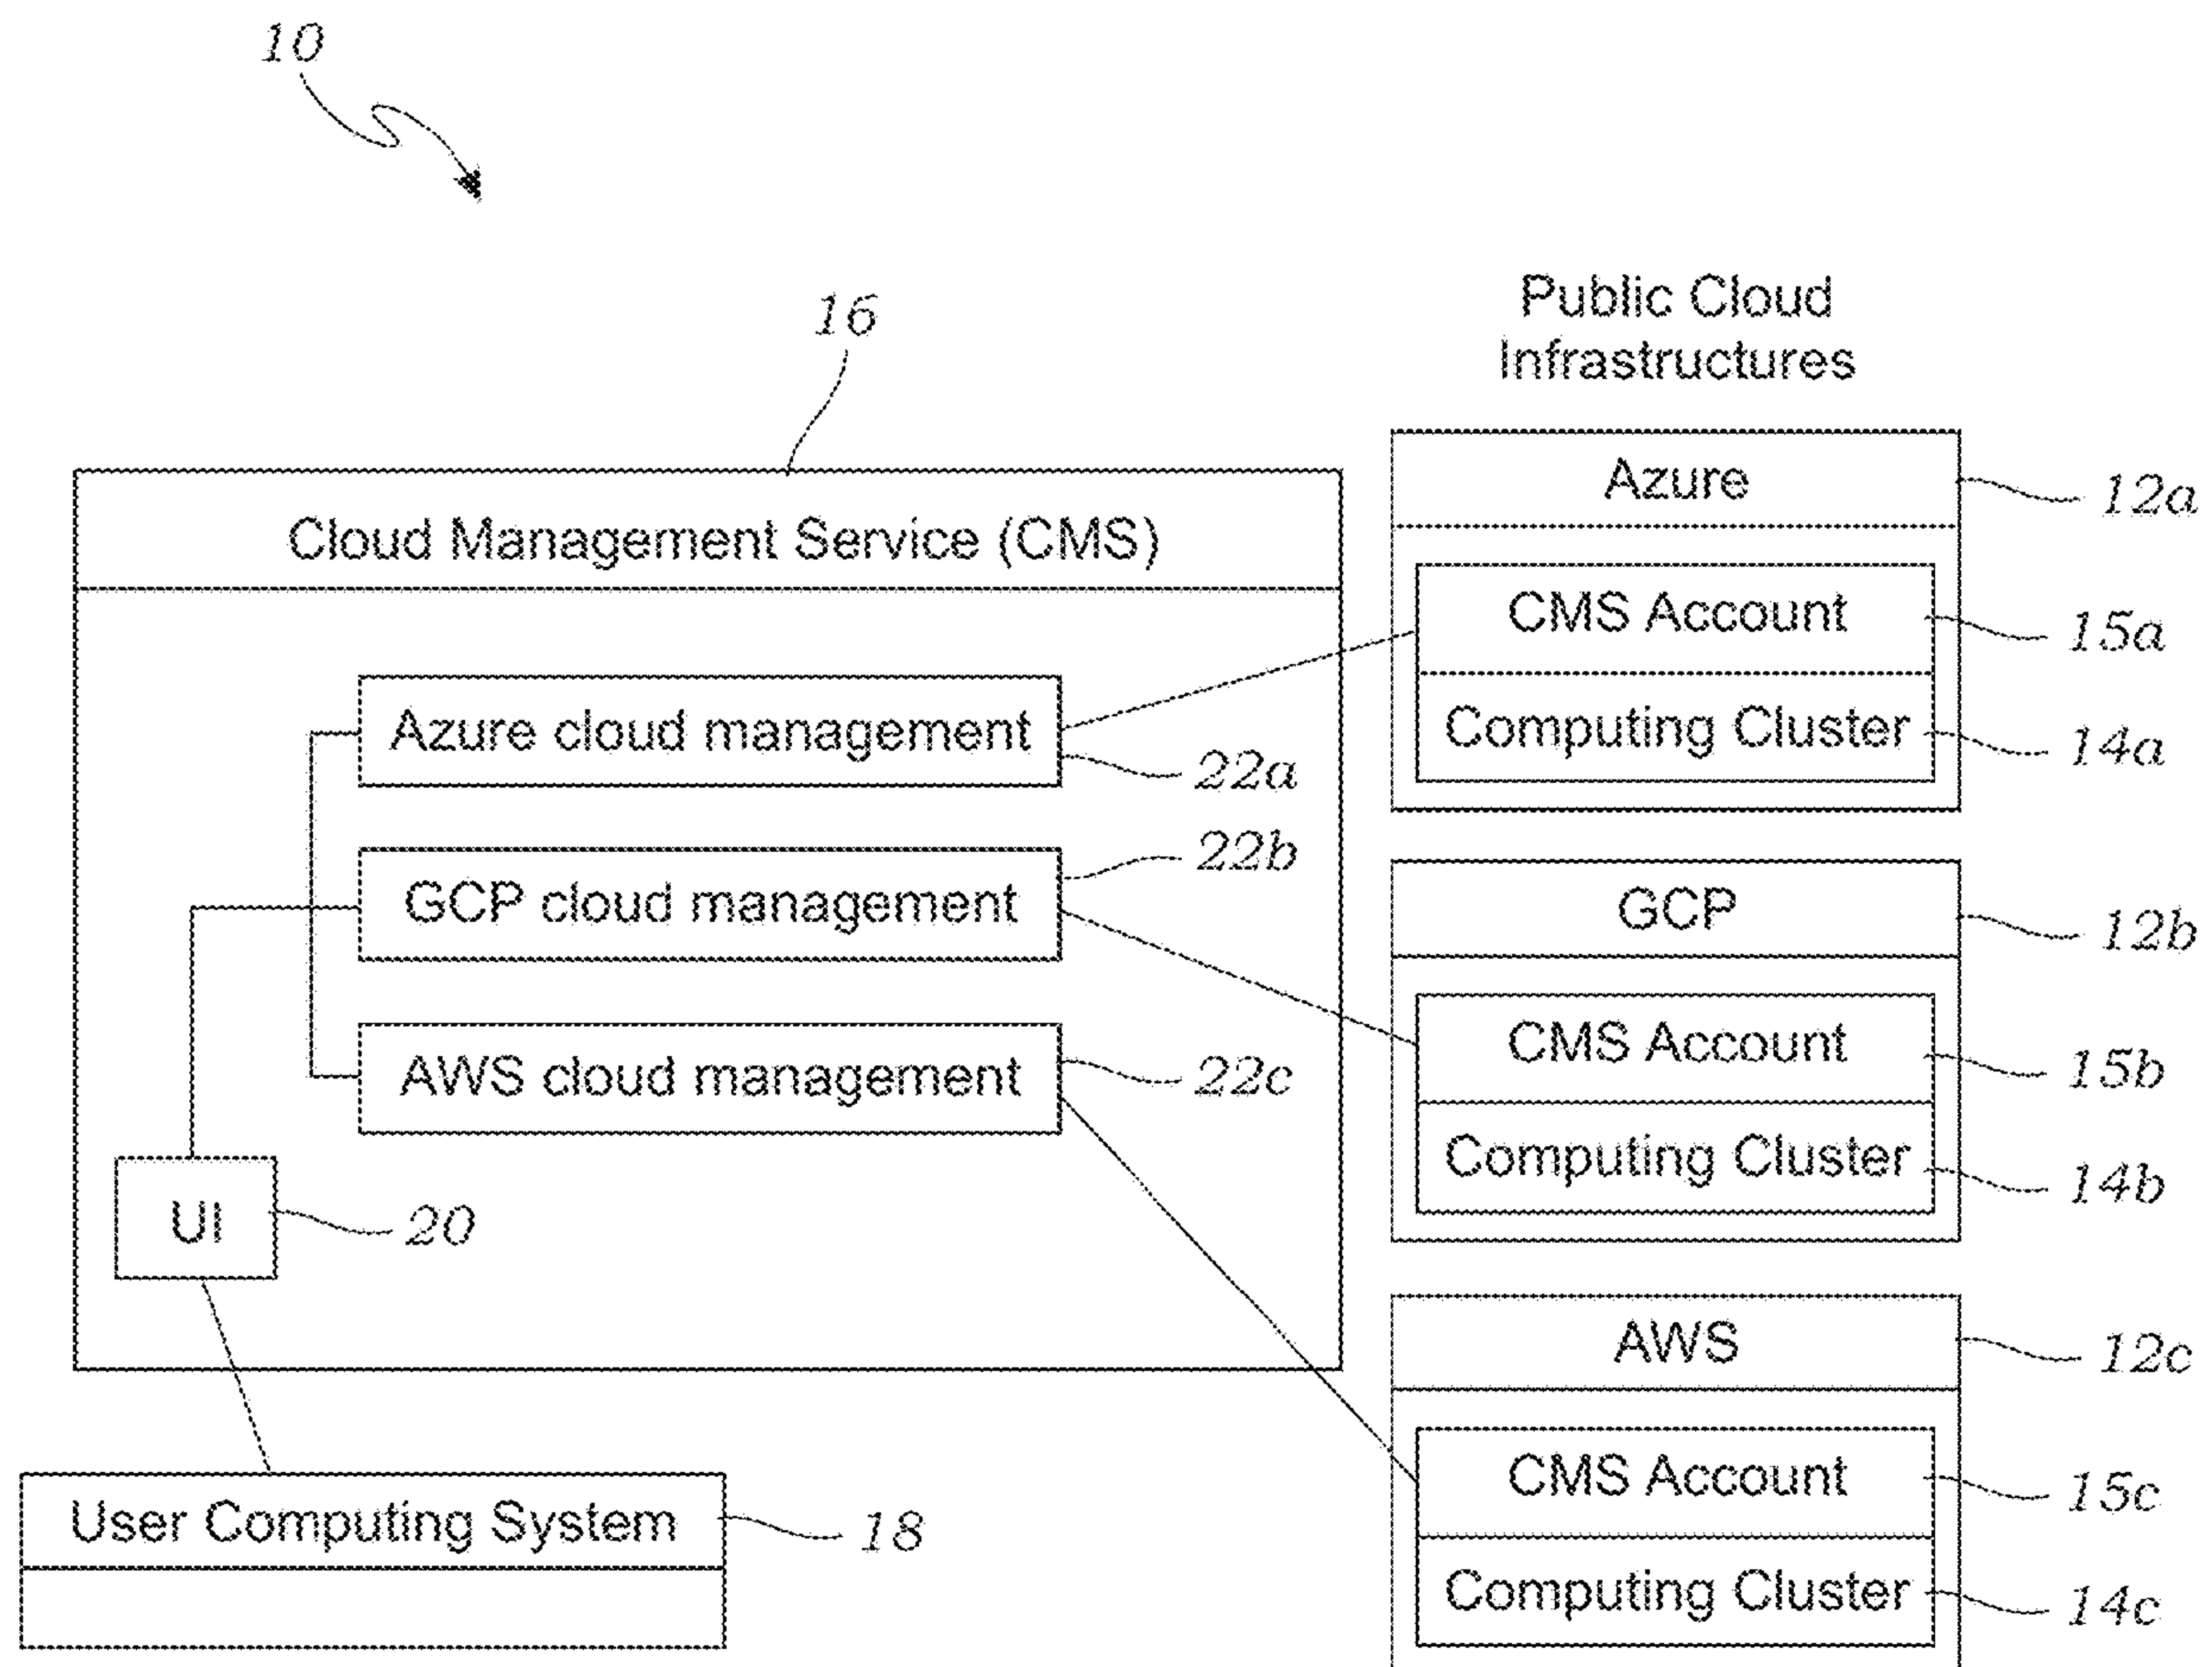 10
16
Public Cloud
Infrastructures
Cloud Management Service (CMS)
Azure cloud management
22a
GCP cloud management
22b
AWS cloud management
22c
UI
20
User Computing System
18
Azure
12a
CMS Account
15a
Computing Cluster
14a
GCP
12b
CMS Account
15b
Computing Cluster
14b
AWS
12c
CMS Account
15c
Computing Cluster
14c